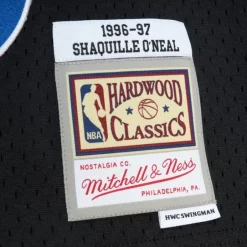 1996-97
SHAQUILLE O'NEAL
HARDWOOD
NBA
CLASSICS
NOSTALGIA CO.
Mitchell & Ness
PHILADELPHIA, PA.
HWC SWINGMAN